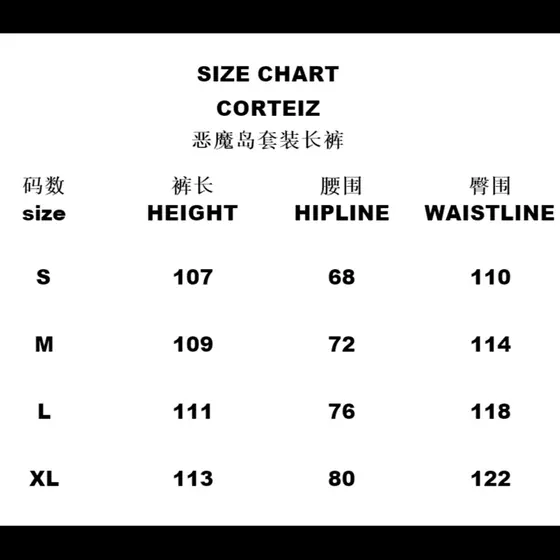 SIZE CHART
CORTEIZ
恶魔岛套装长裤
码数 裤长 腰围 臀围
size HEIGHT HIPLINE WAISTLINE
S 107 68 110
M 109 72 114
L 111 76 118
XL 113 80 122